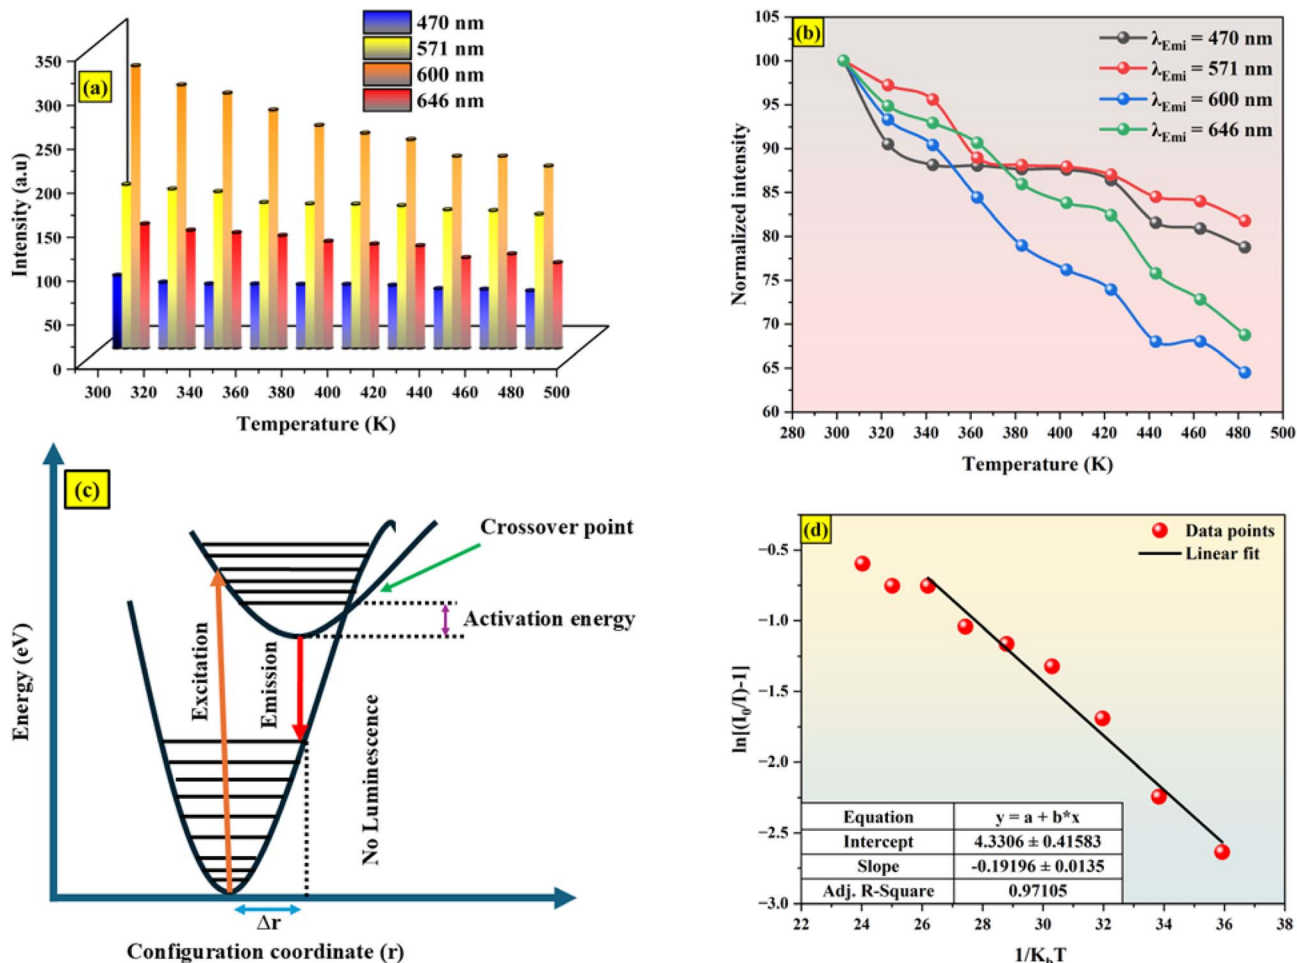 (a)
470 nm
571 nm
600 nm
646 nm
Intensity (a.u)
350
300
250
200
150
100
50
0
300 320 340 360 380 400 420 440 460 480 500
Temperature (K)
(b)
λEmi = 470 nm
λEmi = 571 nm
λEmi = 600 nm
λEmi = 646 nm
Normalized intensity
105
100
95
90
85
80
75
70
65
60
280 300 320 340 360 380 400 420 440 460 480 500
Temperature (K)
(c)
Energy (eV)
Crossover point
Activation energy
Excitation
Emission
No Luminescence
Δr
Configuration coordinate (r)
(d)
Data points
Linear fit
ln[(I0/I)-1]
−0.5
−1.0
−1.5
−2.0
−2.5
−3.0
Equation y = a + b*x
Intercept 4.3306 ± 0.41583
Slope -0.19196 ± 0.0135
Adj. R-Square 0.97105
22 24 26 28 30 32 34 36 38
1/KbT